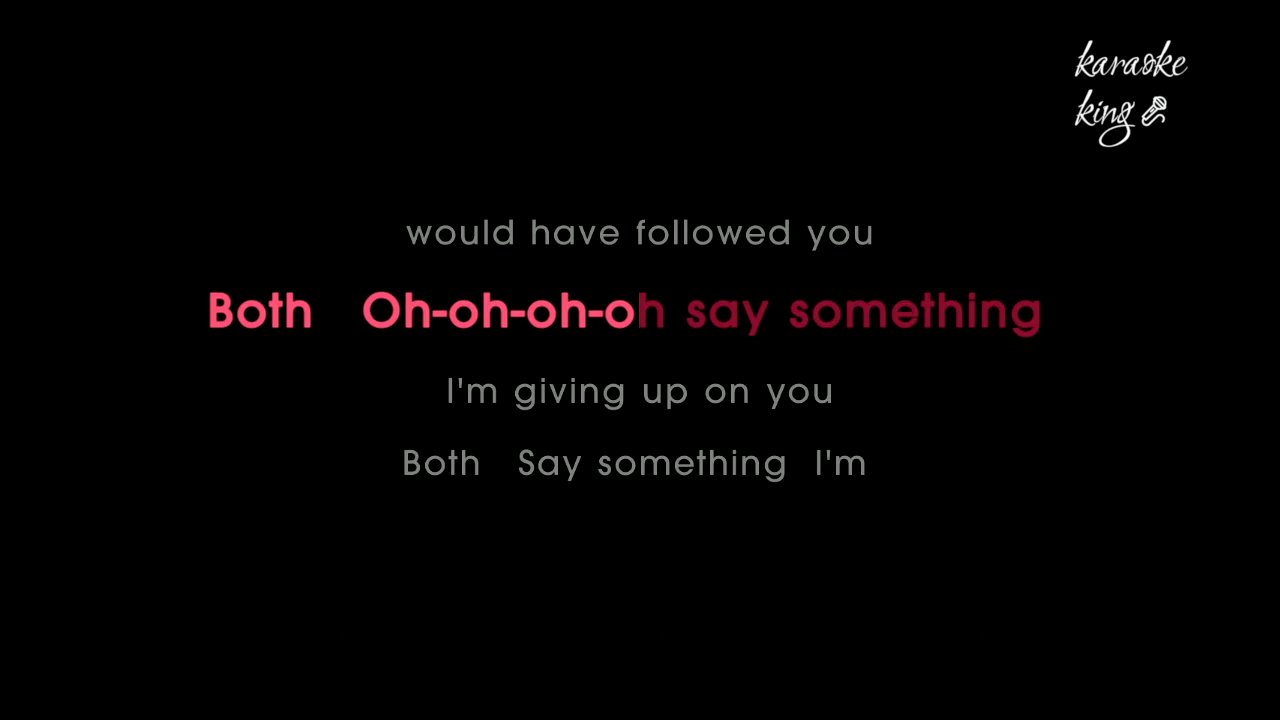 karaoke
king
would have followed you
Both Oh-oh-oh-oh say something
I'm giving up on you
Both Say something I'm